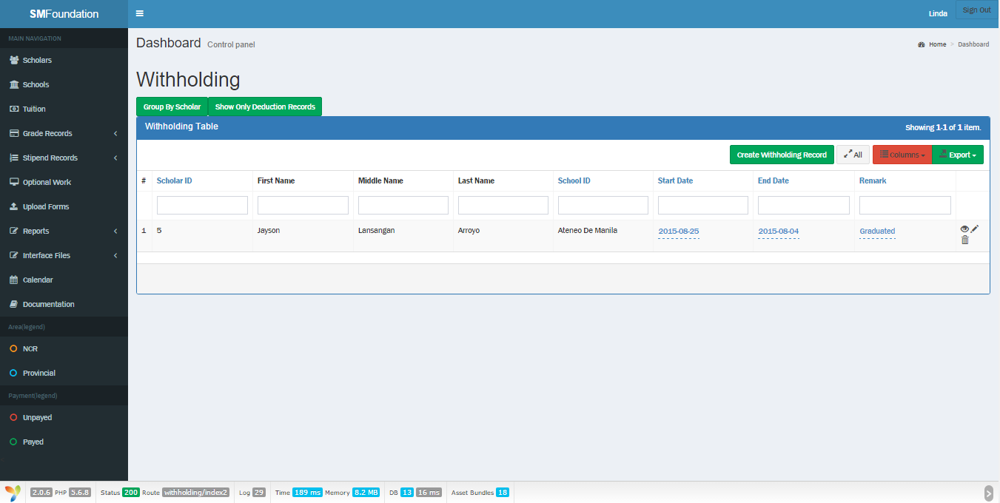 SMFoundation
Linda
Sign Out
MAIN NAVIGATION
Scholars
Schools
Tuition
Grade Records
Stipend Records
Optional Work
Upload Forms
Reports
Interface Files
Calendar
Documentation
Area(legend)
NCR
Provincial
Payment(legend)
Unpayed
Payed
Dashboard Control panel
Home > Dashboard
Withholding
Group By Scholar Show Only Deduction Records
Withholding Table Showing 1-1 of 1 item.
Create Withholding Record All Columns Export
# Scholar ID First Name Middle Name Last Name School ID Start Date End Date Remark
1 5 Jayson Lansangan Arroyo Ateneo De Manila 2015-08-25 2015-08-04 Graduated
2.0.6 PHP 5.6.8 Status 200 Route withholding/index2 Log 29 Time 189 ms Memory 8.2 MB DB 13 16 ms Asset Bundles 18